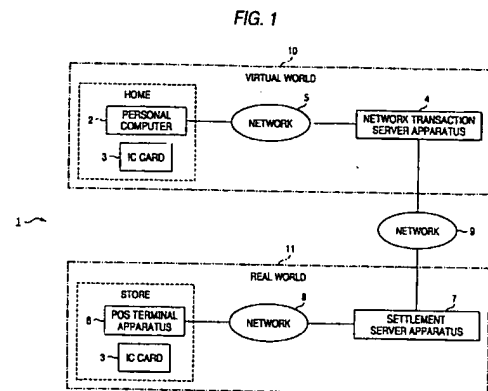 FIG. 1
10
VIRTUAL WORLD
HOME
2
PERSONAL
COMPUTER
3
IC CARD
5
NETWORK
4
NETWORK TRANSACTION
SERVER APPARATUS
1
NETWORK
9
11
REAL WORLD
STORE
6
POS TERMINAL
APPARATUS
3
IC CARD
8
NETWORK
7
SETTLEMENT
SERVER APPARATUS